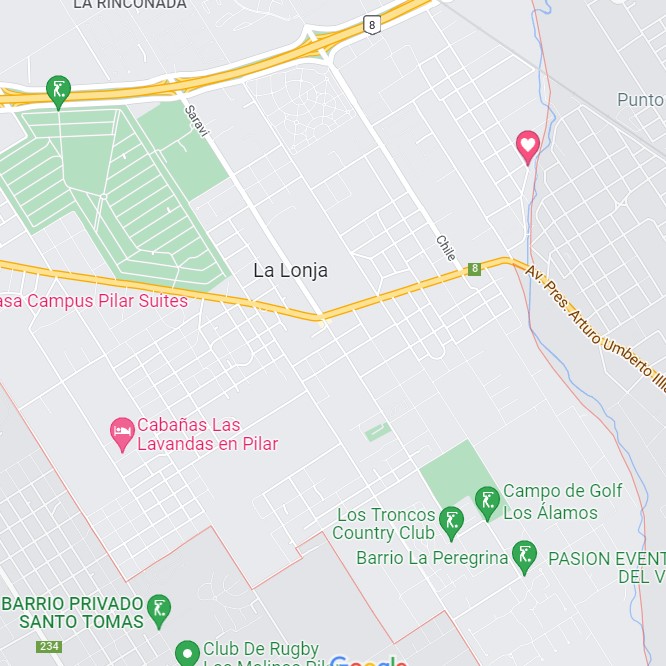 LA RINCONADA
8
Punto
Saravi
Chile
La Lonja
8
Av. Pres. Arturo Umberto Illia
asa Campus Pilar Suites
Cabañas Las
Lavandas en Pilar
Campo de Golf
Los Álamos
Los Troncos
Country Club
Barrio La Peregrina
PASION EVENT
DEL V
BARRIO PRIVADO
SANTO TOMAS
234
Club De Rugby
Los Molinos Pil
Google